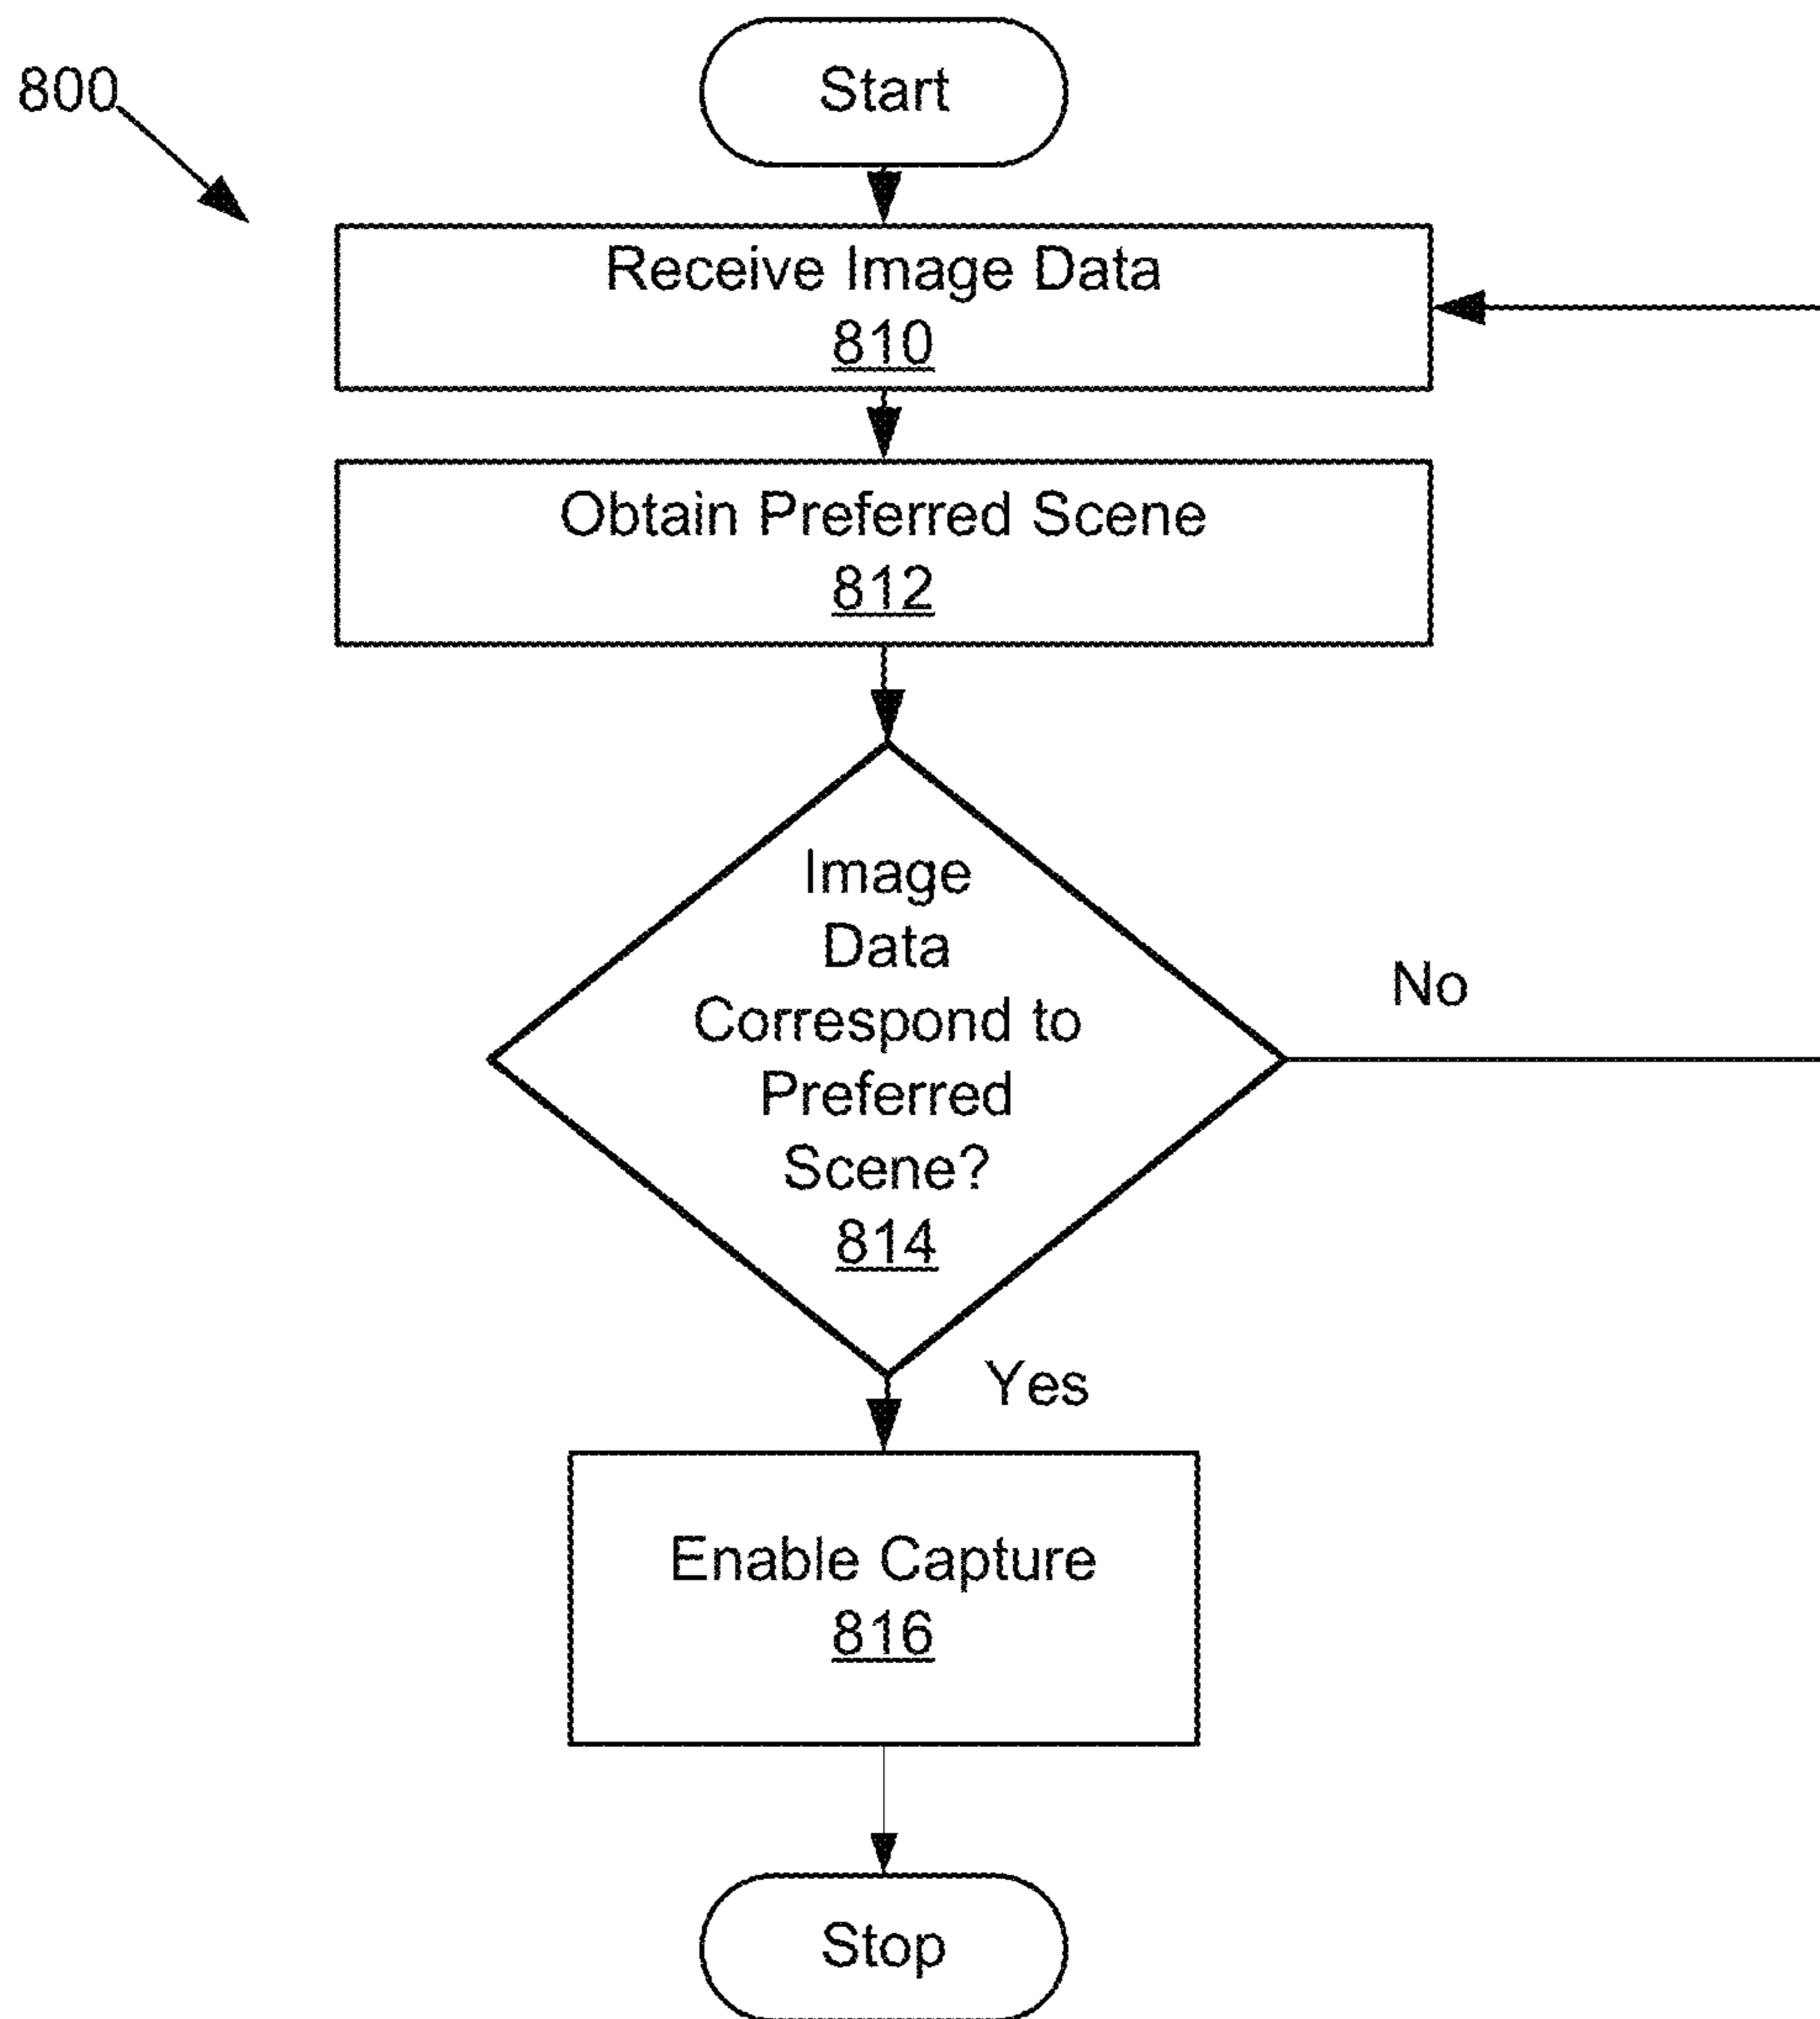 800
Start
Receive Image Data
810
Obtain Preferred Scene
812
Image
Data
Correspond to
Preferred
Scene?
814
No
Yes
Enable Capture
816
Stop